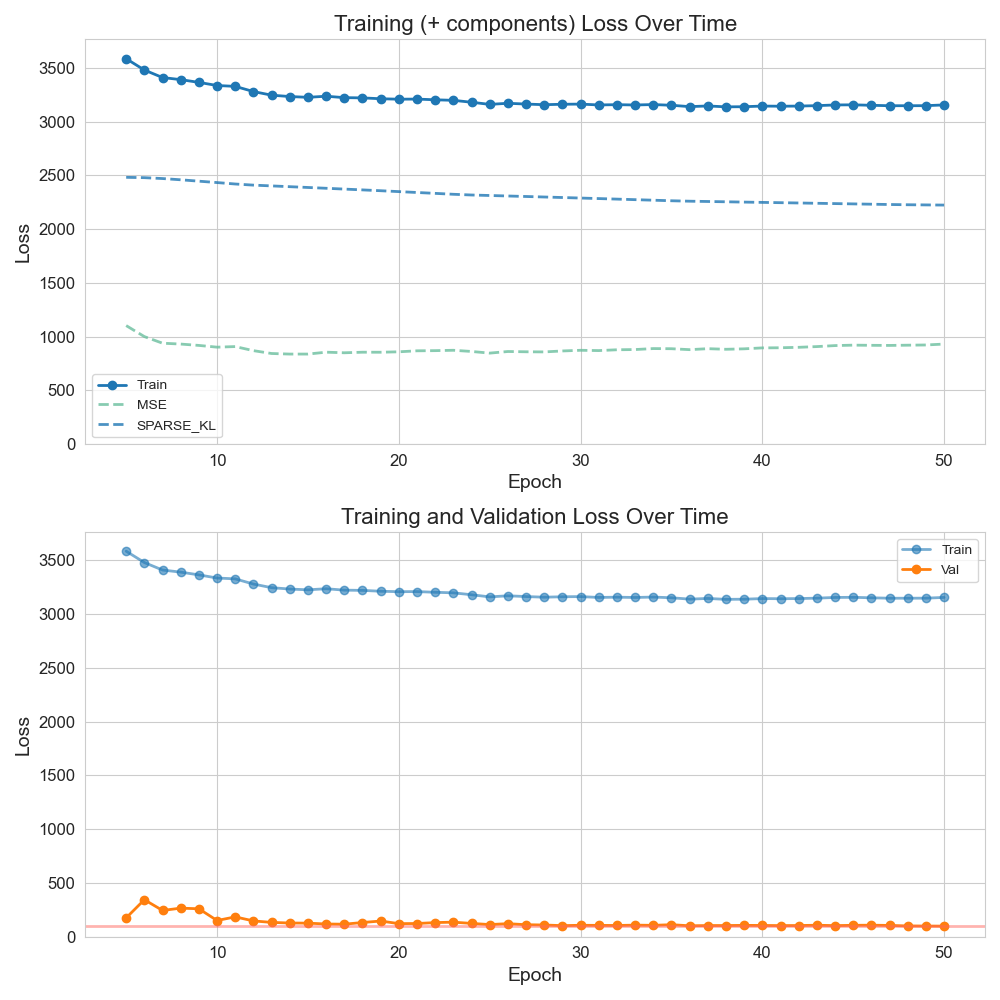 Training (+ components) Loss Over Time
3500
3000
2500
2000
1500
1000
500
0
Loss
Train
MSE
SPARSE_KL
10 20 30 40 50
Epoch
Training and Validation Loss Over Time
3500
3000
2500
2000
1500
1000
500
0
Loss
Train
Val
10 20 30 40 50
Epoch